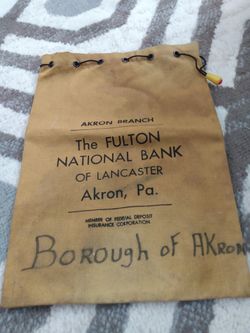 AKRON BRANCH
The FULTON
NATIONAL BANK
OF LANCASTER
Akron, Pa.
MEMBER OF FEDERAL DEPOSIT
INSURANCE CORPORATION
BOROUGH OF AKRON